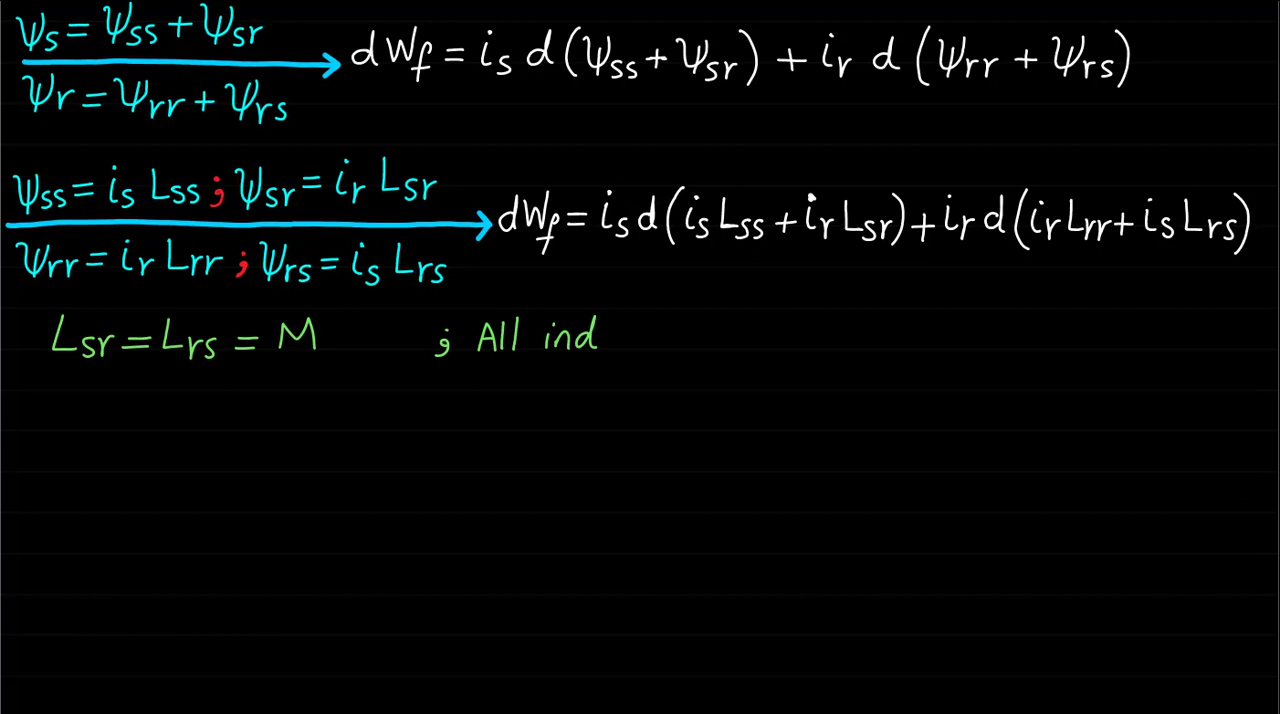 Ψs = Ψss + Ψsr
Ψr = Ψrr + Ψrs
dWf = is d(Ψss + Ψsr) + ir d(Ψrr + Ψrs)
Ψss = is Lss ; Ψsr = ir Lsr
Ψrr = ir Lrr ; Ψrs = is Lrs
dWf = is d(is Lss + ir Lsr) + ir d(ir Lrr + is Lrs)
Lsr = Lrs = M ; All ind